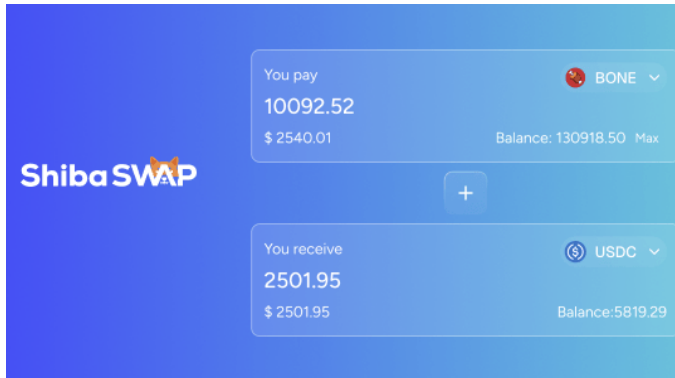 ShibaSWAP
You pay
BONE
10092.52
$ 2540.01
Balance: 130918.50 Max
+
You receive
USDC
2501.95
$ 2501.95
Balance:5819.29